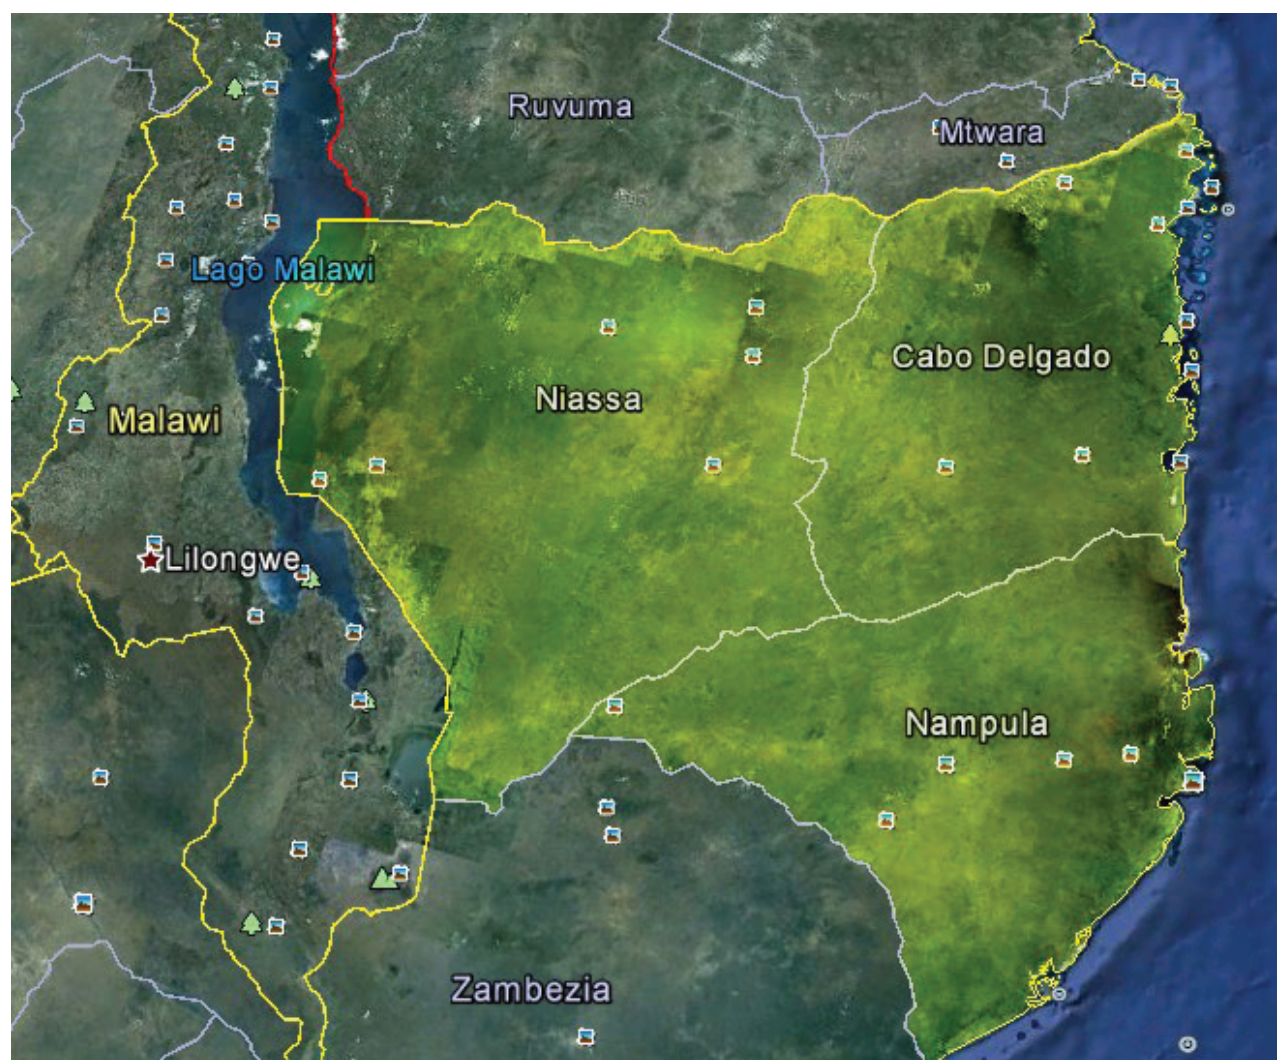 Ruvuma
Mtwara
Lago Malawi
Cabo Delgado
Niassa
Malawi
Lilongwe
Nampula
Zambezia